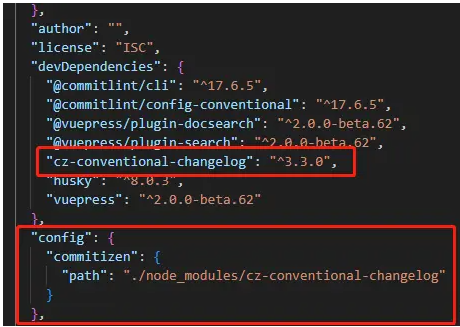 },
"author": "",
"license": "ISC",
"devDependencies": {
"@commitlint/cli": "^17.6.5",
"@commitlint/config-conventional": "^17.6.5",
"@vuepress/plugin-docsearch": "^2.0.0-beta.62",
"@vuepress/plugin-search": "^2.0.0-beta.62",
"cz-conventional-changelog": "^3.3.0",
"husky": "^8.0.3",
"vuepress": "^2.0.0-beta.62"
},
"config": {
"commitizen": {
"path": "./node_modules/cz-conventional-changelog"
}
},